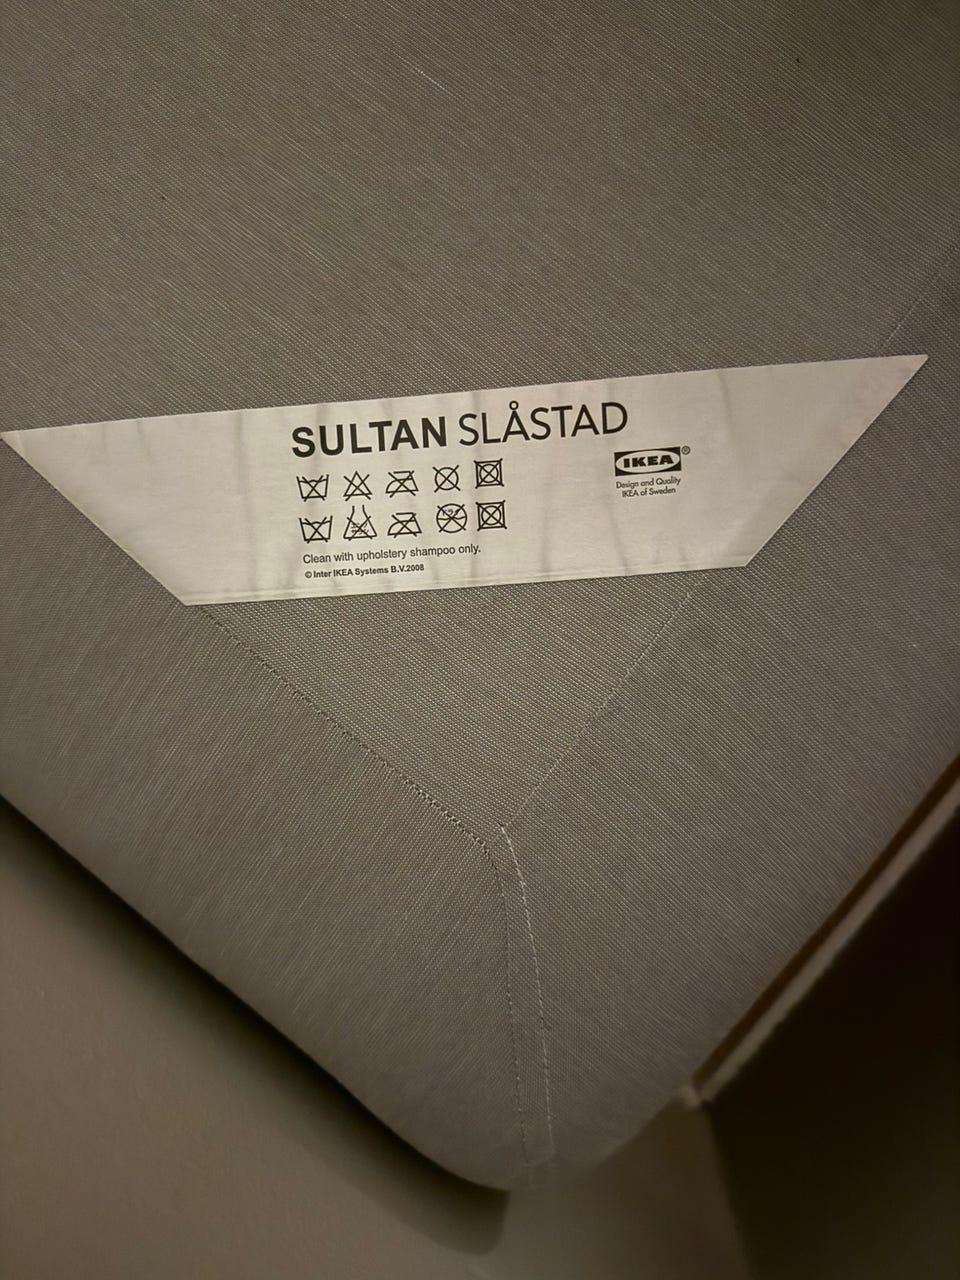 SULTAN SLÅSTAD
IKEA®
Design and Quality
IKEA of Sweden
Clean with upholstery shampoo only.
© Inter IKEA Systems B.V.2008